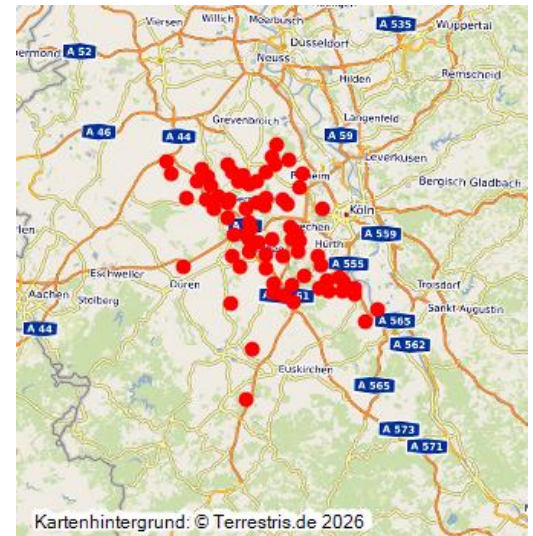 Viersen
Willich
Meerbusch
A 535
Wuppertal
ermond
A 52
Düsseldorf
Neuss
Hilden
Remscheid
Grevenbroich
Langenfeld
A 46
A 44
A 59
Leverkusen
Bergisch Gladbach
Köln
A 559
Hürth
A 555
Eschweiler
Düren
Troisdorf
Aachen
Stolberg
Sankt Augustin
A 44
A 565
A 562
Euskirchen
A 565
A 573
A 571
Kartenhintergrund: © Terrestris.de 2026